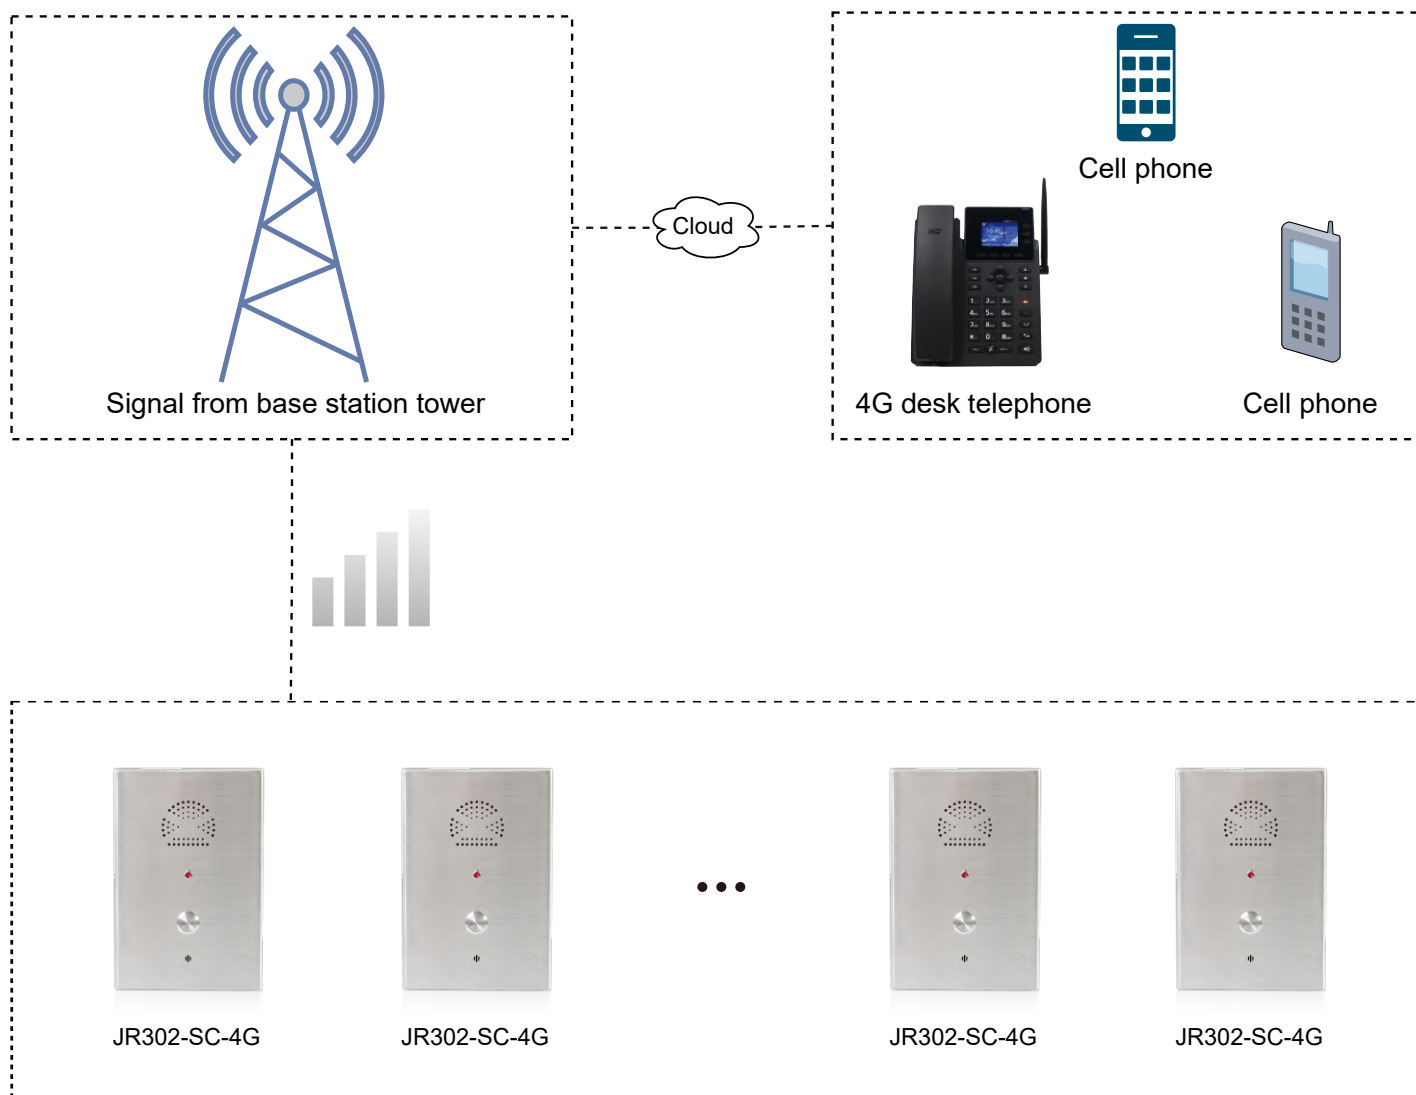 Cell phone
Cloud
Signal from base station tower
4G desk telephone
Cell phone
JR302-SC-4G
JR302-SC-4G
JR302-SC-4G
JR302-SC-4G